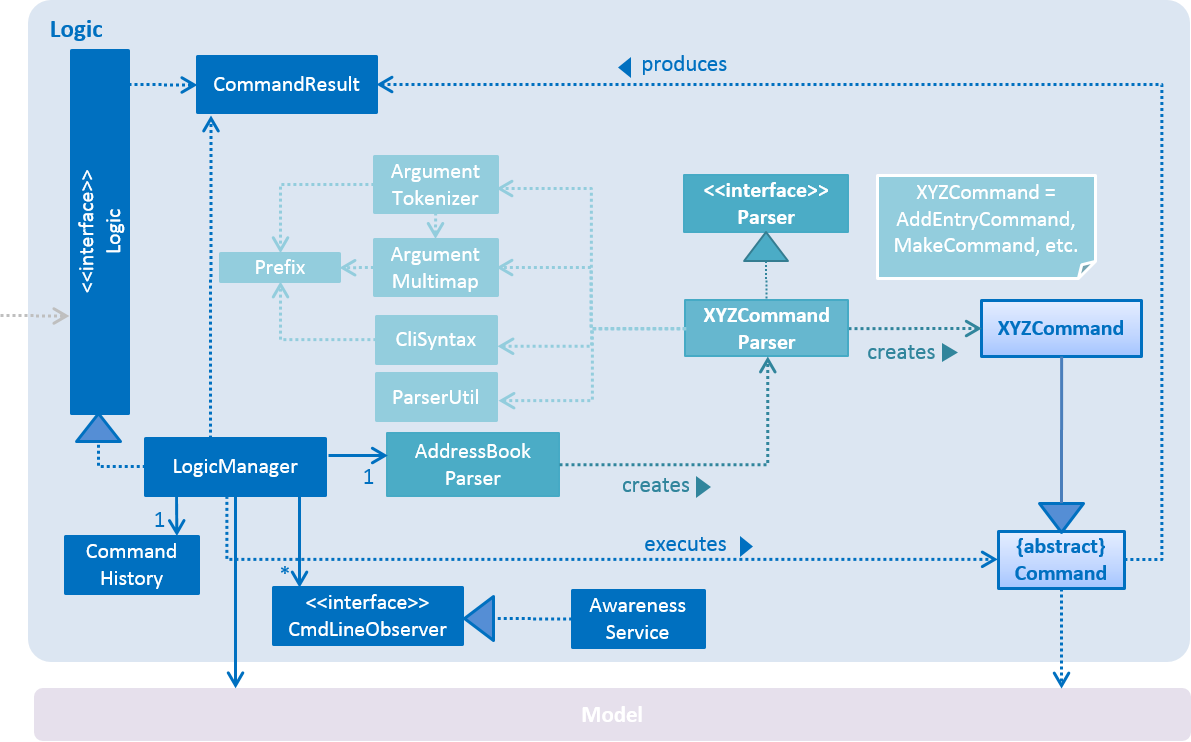 Logic
<<interface>>
Logic
CommandResult
produces
Argument
Tokenizer
<<interface>>
Parser
XYZCommand =
AddEntryCommand,
MakeCommand, etc.
Prefix
Argument
Multimap
CliSyntax
XYZCommand
Parser
XYZCommand
creates
ParserUtil
LogicManager
1
AddressBook
Parser
creates
1
Command
History
executes
{abstract}
Command
*
<<interface>>
CmdLineObserver
Awareness
Service
Model